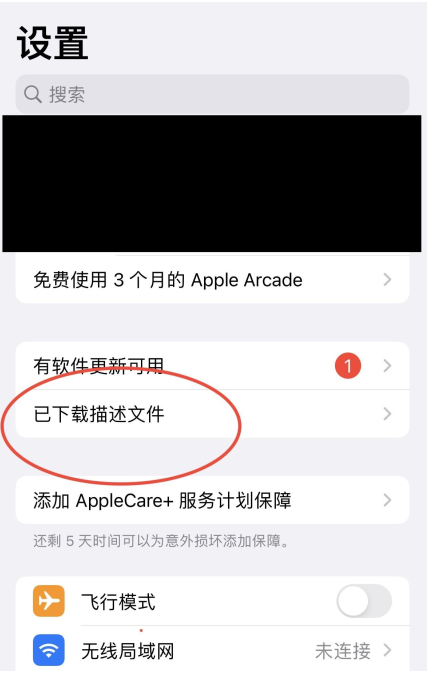 设置
搜索
免费使用 3 个月的 Apple Arcade
有软件更新可用 1
已下载描述文件
添加 AppleCare+ 服务计划保障
还剩 5 天时间可以为意外损坏添加保障。
飞行模式
无线局域网 未连接